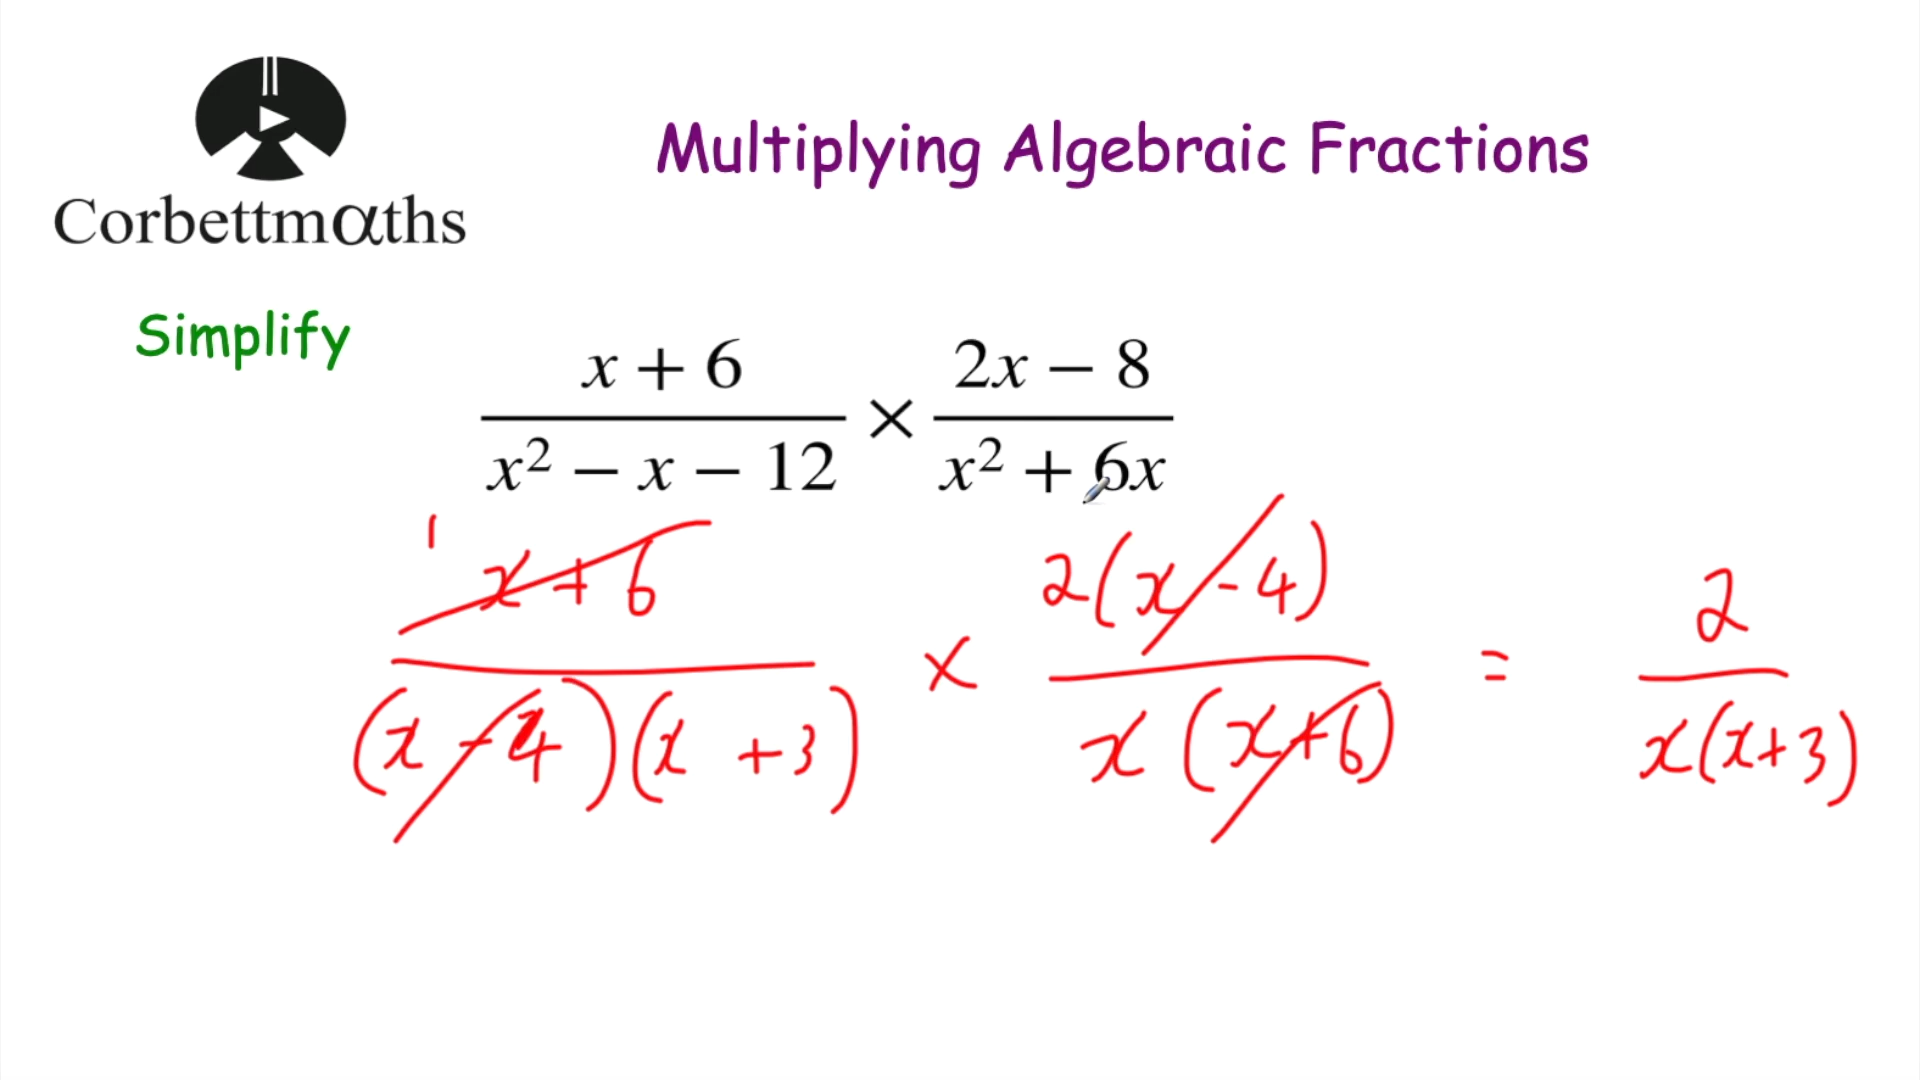 Multiplying Algebraic Fractions
Corbettmαths
Simplify
x + 6 / x² − x − 12 × 2x − 8 / x² + 6x
1
x + 6 / (x − 4)(x + 3) × 2(x − 4) / x(x + 6) = 2 / x(x + 3)